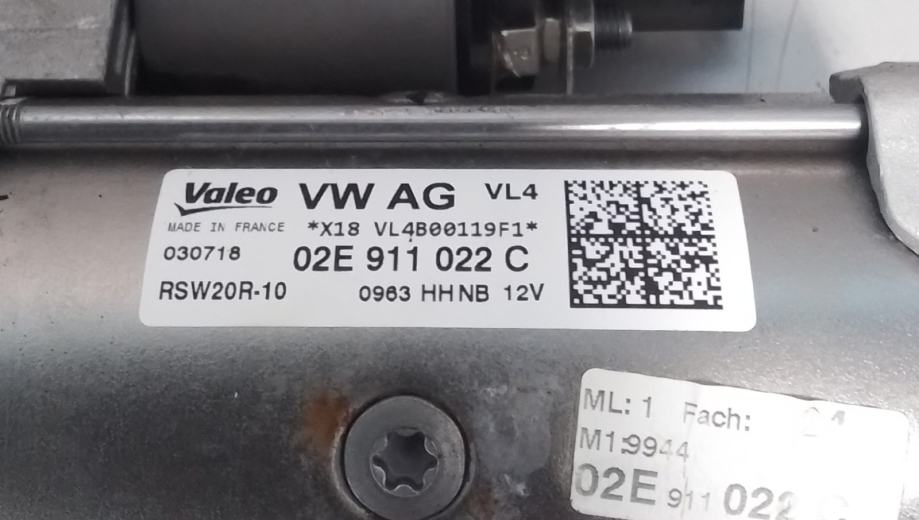 Valeo VW AG VL4
MADE IN FRANCE *X18 VL4B00119F1*
030718 02E 911 022 C
RSW20R-10 0963 HHNB 12V
ML: 1 Fach:
M1:9944
02E 911 022 C